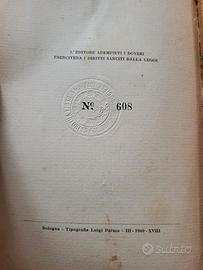 L'EDITORE ADEMPIUTI I DOVERI
ESERCITERÀ I DIRITTI SANCITI DALLA LEGGE
Nº 608
Bologna - Tipografia Luigi Parma - III - 1940 - XVIII
subito